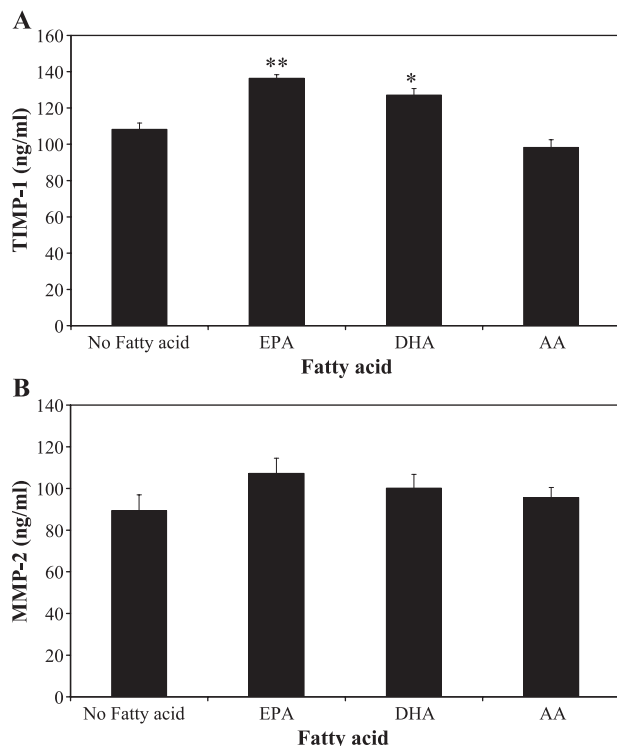 A
160
140
120
100
80
60
40
20
0
TIMP-1 (ng/ml)
**
*
No Fatty acid EPA DHA AA
Fatty acid
B
140
120
100
80
60
40
20
0
MMP-2 (ng/ml)
No Fatty acid EPA DHA AA
Fatty acid